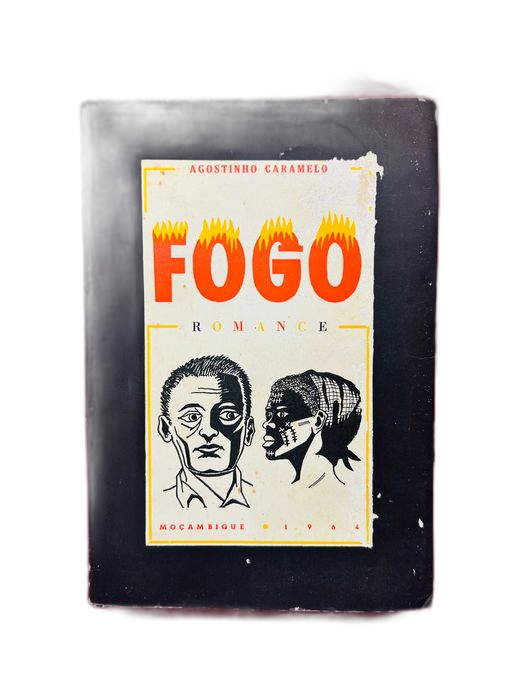 AGOSTINHO CARAMELO
FOGO
ROMANCE
MOÇAMBIQUE 1964